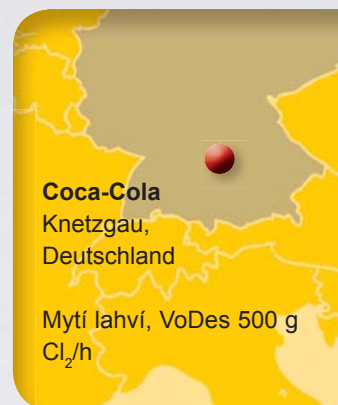 Coca-Cola
Knetzgau,
Deutschland
Mytí lahví, VoDes 500 g
Cl₂/h